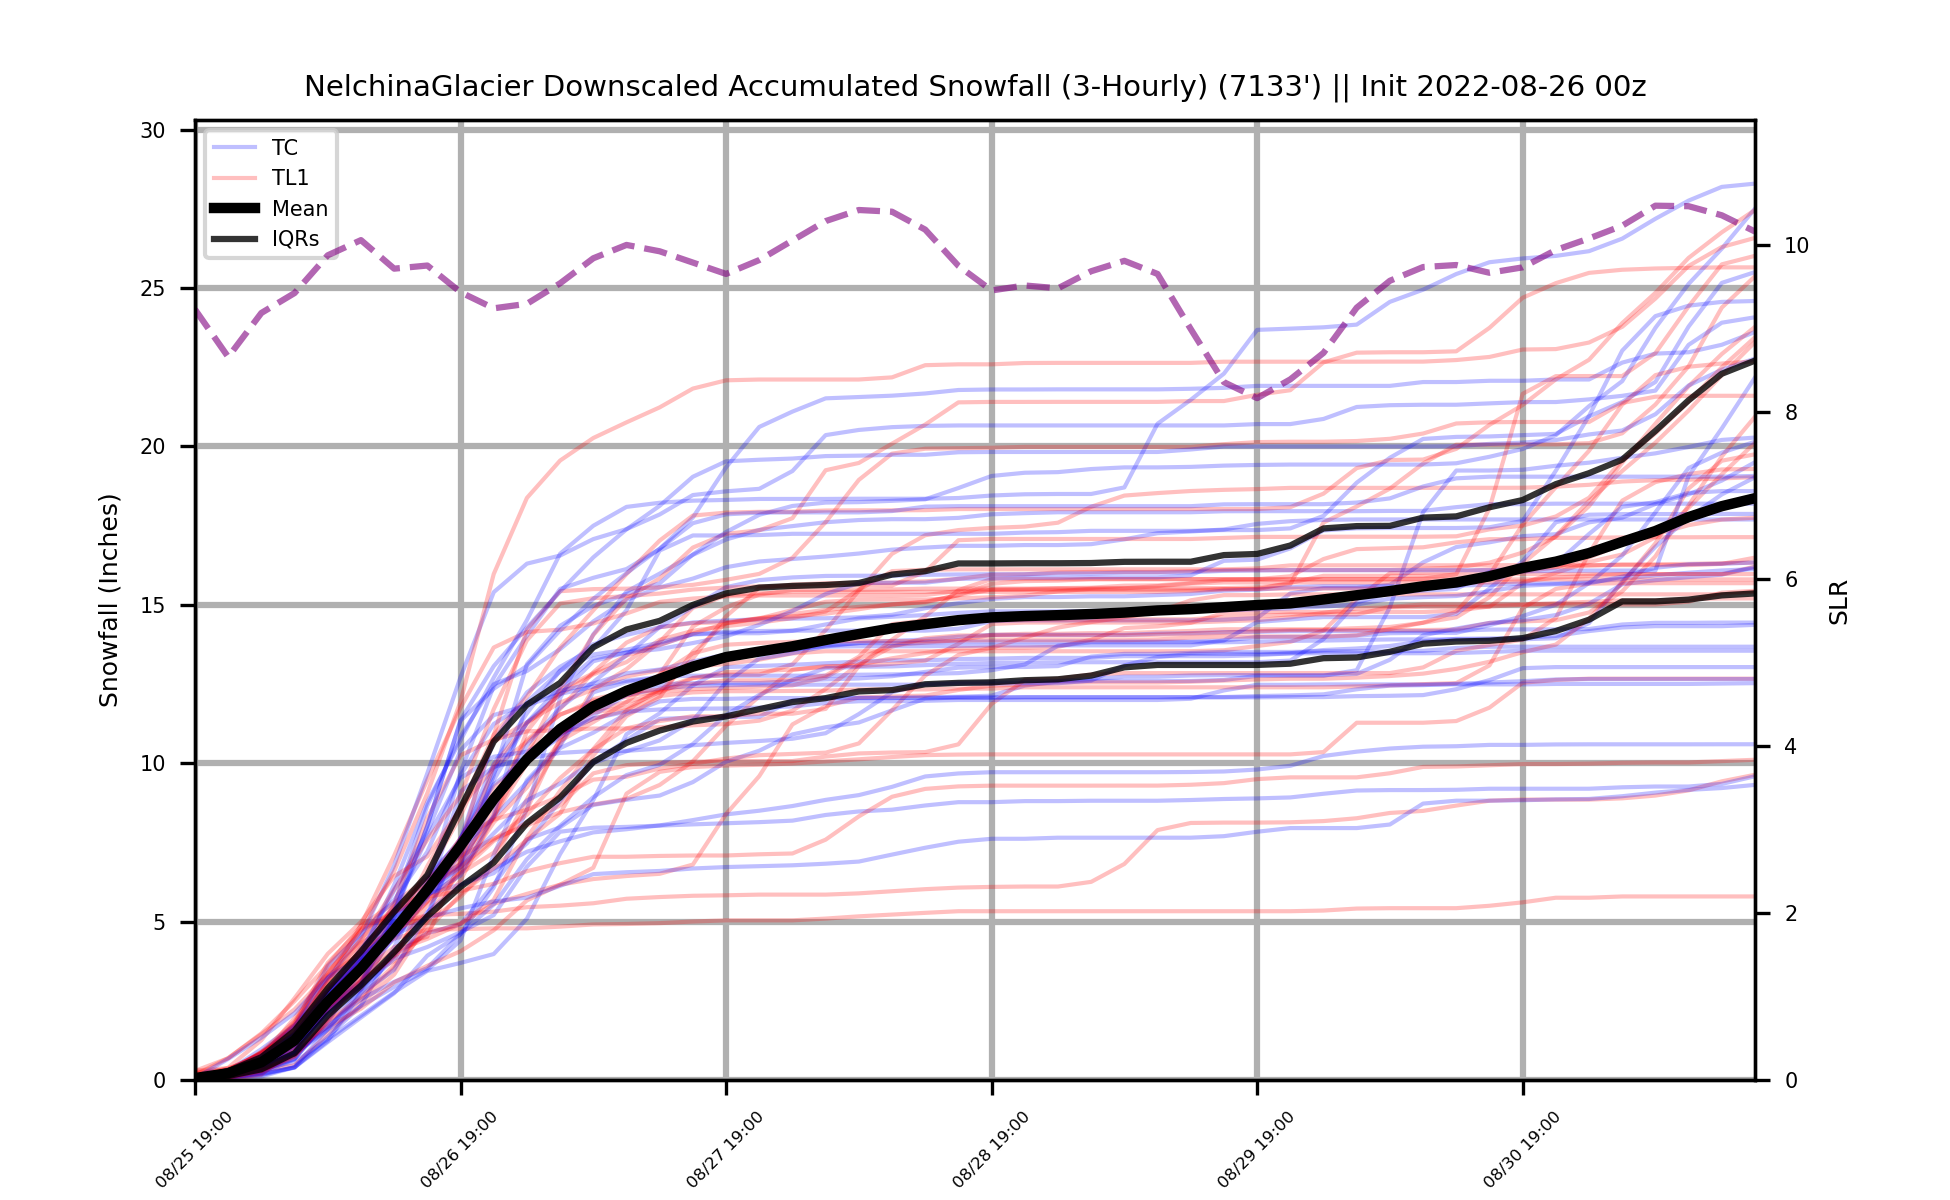 NelchinaGlacier Downscaled Accumulated Snowfall (3-Hourly) (7133') || Init 2022-08-26 00z
TC
TL1
Mean
IQRs
Snowfall (Inches)
30
25
20
15
10
5
0
SLR
10
8
6
4
2
0
08/25 19:00
08/26 19:00
08/27 19:00
08/28 19:00
08/29 19:00
08/30 19:00